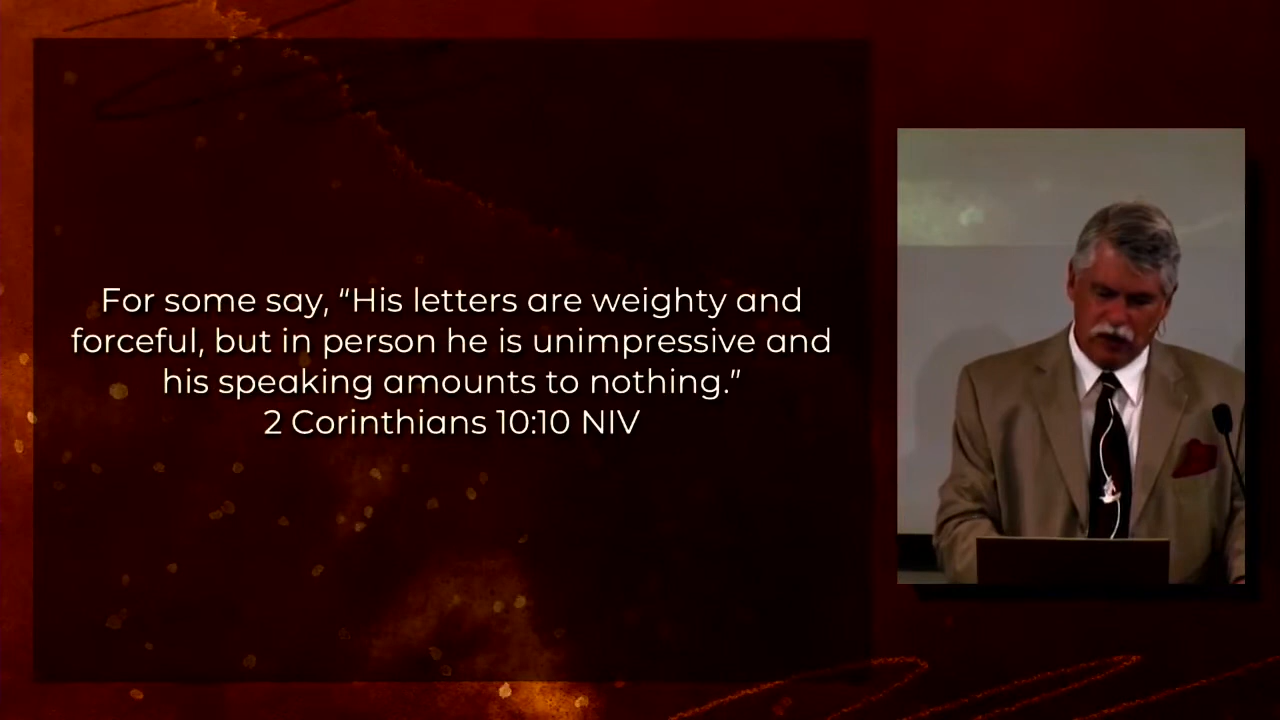 For some say, “His letters are weighty and
forceful, but in person he is unimpressive and
his speaking amounts to nothing.”
2 Corinthians 10:10 NIV